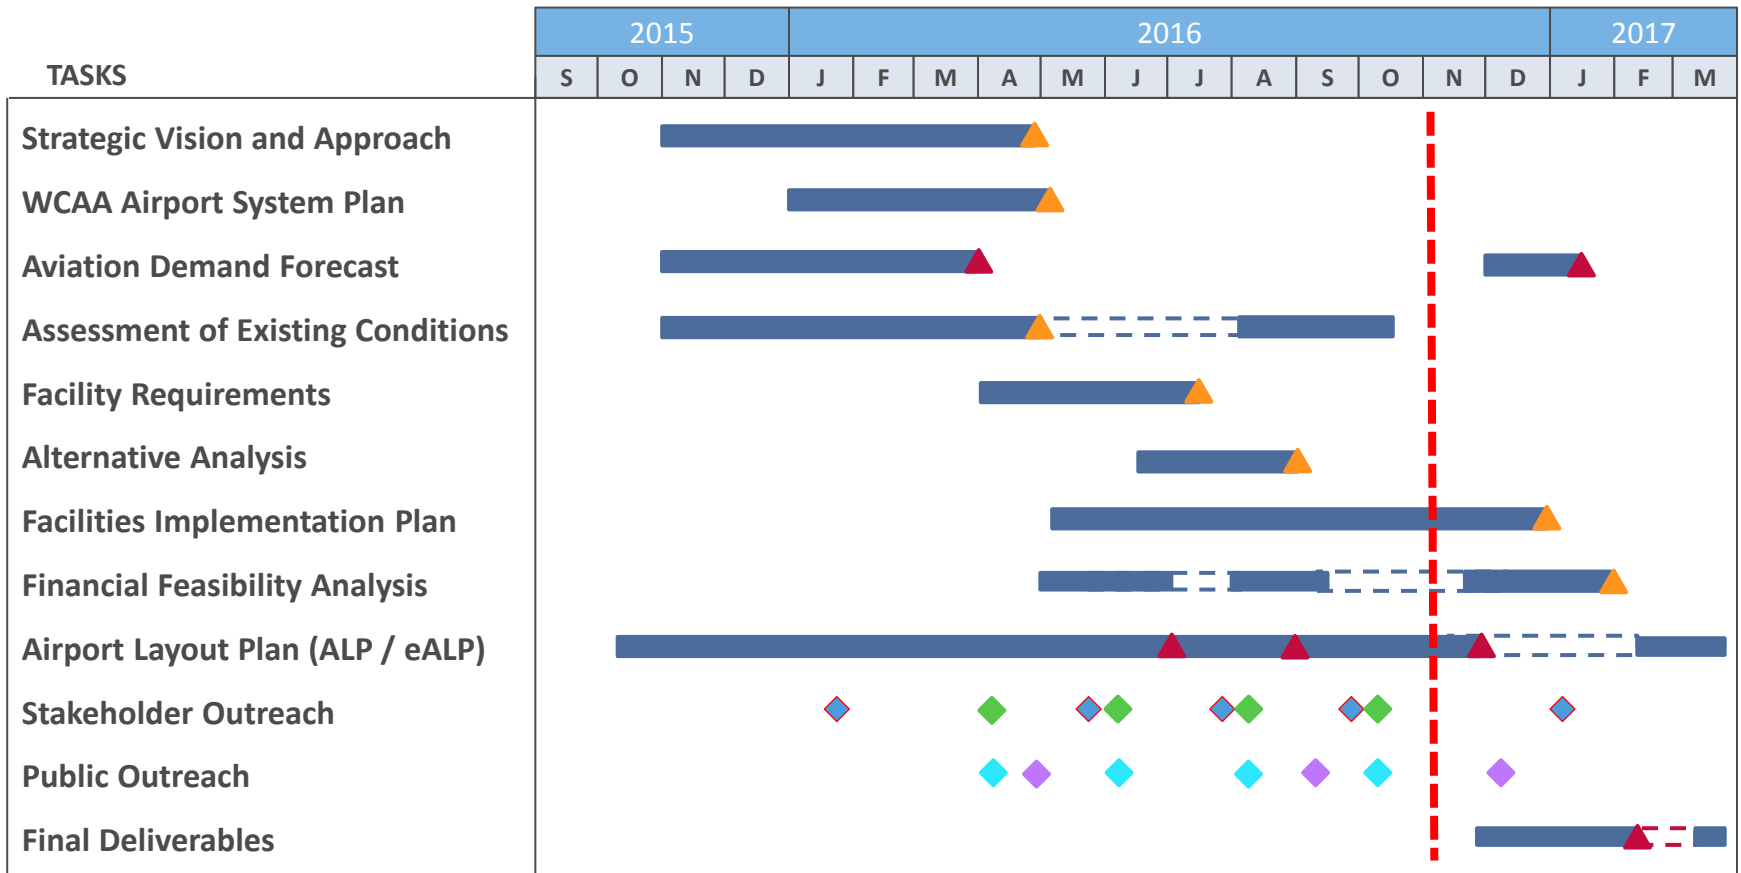 2015 2016 2017
TASKS S O N D J F M A M J J A S O N D J F M
Strategic Vision and Approach
WCAA Airport System Plan
Aviation Demand Forecast
Assessment of Existing Conditions
Facility Requirements
Alternative Analysis
Facilities Implementation Plan
Financial Feasibility Analysis
Airport Layout Plan (ALP / eALP)
Stakeholder Outreach
Public Outreach
Final Deliverables